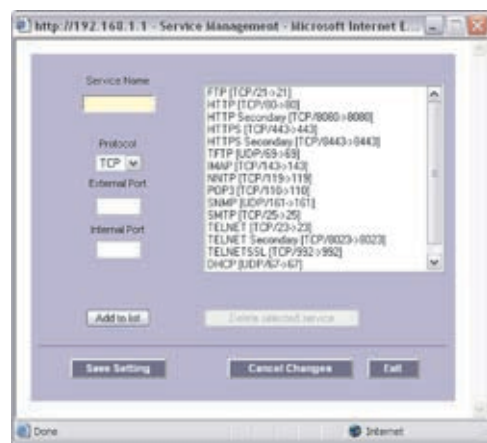 http://192.168.1.1 - Service Management - Microsoft Internet E...
Service Name
Protocol
TCP
External Port
Internal Port
FTP [TCP/21->21]
HTTP [TCP/80->80]
HTTP Secondary [TCP/8080->8080]
HTTPS [TCP/443->443]
HTTPS Secondary [TCP/8443->8443]
TFTP [UDP/69->69]
IMAP [TCP/143->143]
NNTP [TCP/119->119]
POP3 [TCP/110->110]
SNMP [UDP/161->161]
SMTP [TCP/25->25]
TELNET [TCP/23->23]
TELNET Secondary [TCP/8023->8023]
TELNETSSL [TCP/992->992]
DHCP [UDP/67->67]
Add to list
Delete selected service
Save Setting
Cancel Changes
Exit
Done
Internet